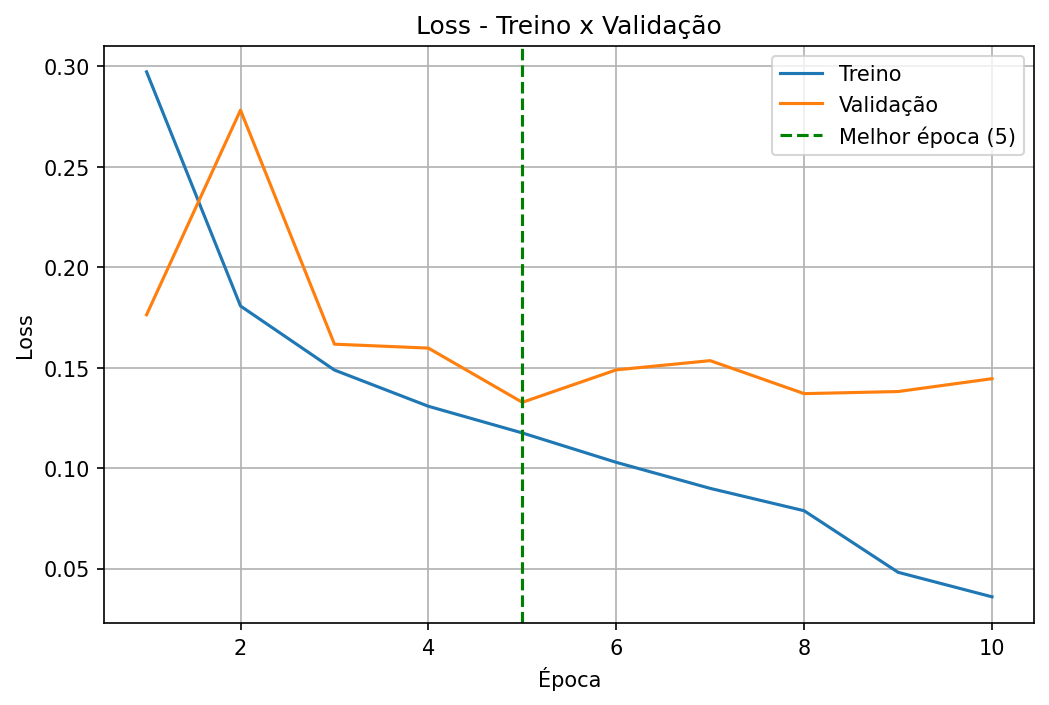 Loss - Treino x Validação
Treino
Validação
Melhor época (5)
Loss
0.30
0.25
0.20
0.15
0.10
0.05
2 4 6 8 10
Época